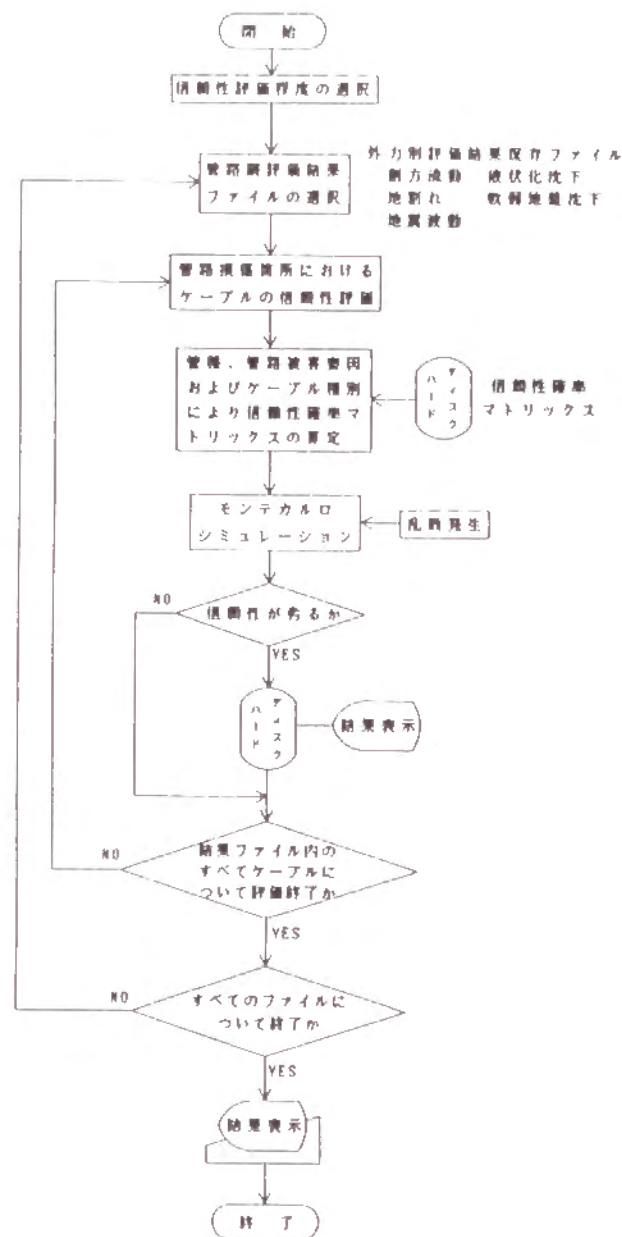 開始
信頼性評価程度の選択
管路網評価結果
ファイルの選択
外力別評価結果保存ファイル
側方流動 液状化沈下
地割れ 軟弱地盤沈下
地震波動
管路損傷箇所における
ケーブルの信頼性評価
管種、管路被害要因
およびケーブル種別
により信頼性確率マ
トリックスの算定
ハード
ディスク
信頼性確率
マトリックス
モンテカルロ
シミュレーション
乱数発生
NO
信頼性が劣るか
YES
ハード
ディスク
結果表示
NO
結果ファイル内の
すべてケーブルに
ついて評価終了か
YES
NO
すべてのファイルに
ついて終了か
YES
結果表示
終了